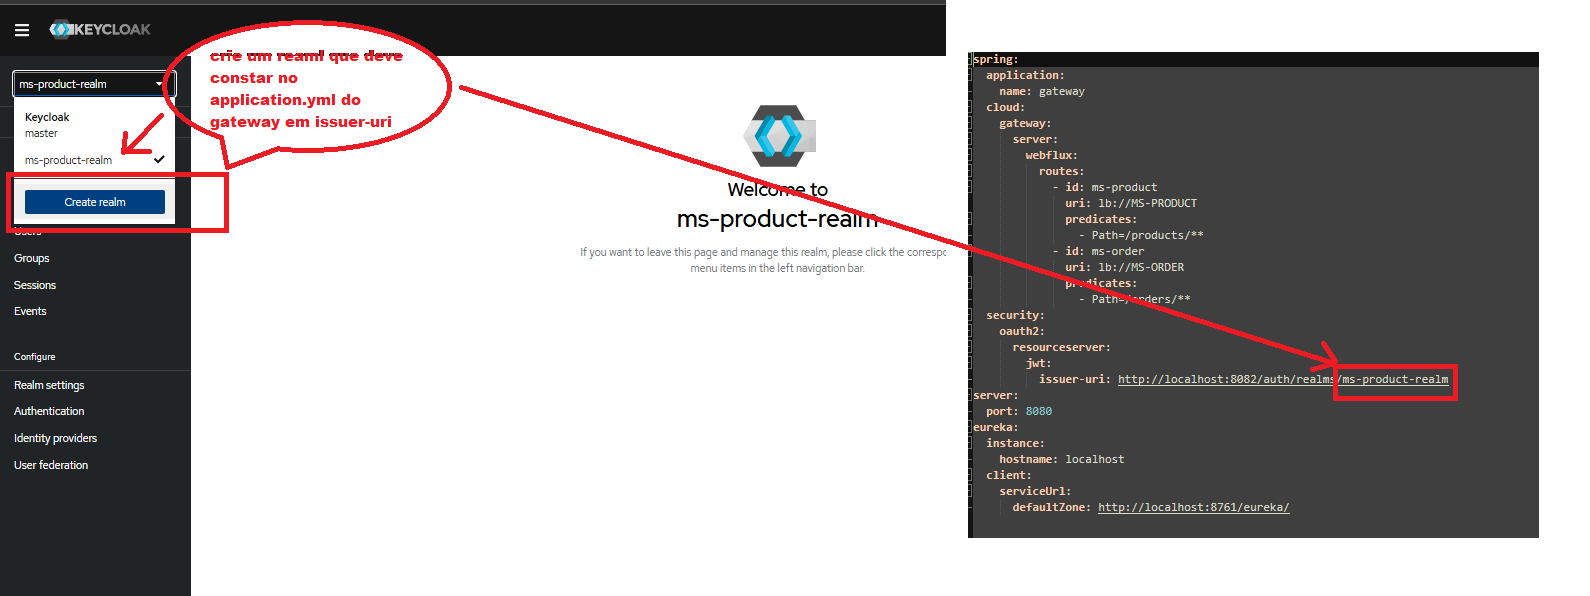 KEYCLOAK
ms-product-realm
Keycloak
master
ms-product-realm
Create realm
Users
Groups
Sessions
Events
Configure
Realm settings
Authentication
Identity providers
User federation
crie um reaml que deve
constar no
application.yml do
gateway em issuer-uri
Welcome to
ms-product-realm
If you want to leave this page and manage this realm, please click the correspo
menu items in the left navigation bar.
spring:
application:
name: gateway
cloud:
gateway:
server:
webflux:
routes:
- id: ms-product
uri: lb://MS-PRODUCT
predicates:
- Path=/products/**
- id: ms-order
uri: lb://MS-ORDER
predicates:
- Path=/orders/**
security:
oauth2:
resourceserver:
jwt:
issuer-uri: http://localhost:8082/auth/realms/ms-product-realm
server:
port: 8080
eureka:
instance:
hostname: localhost
client:
serviceUrl:
defaultZone: http://localhost:8761/eureka/